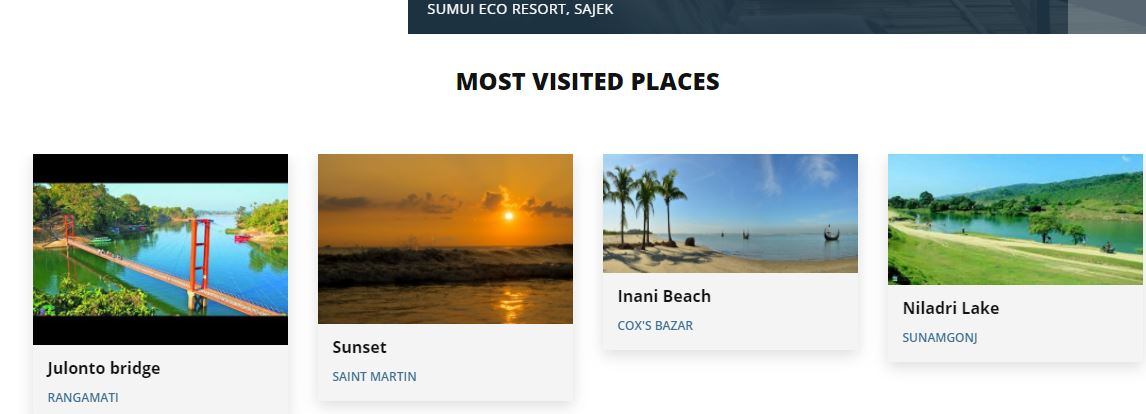 SUMUI ECO RESORT, SAJEK
MOST VISITED PLACES
Julonto bridge
RANGAMATI
Sunset
SAINT MARTIN
Inani Beach
COX'S BAZAR
Niladri Lake
SUNAMGONJ